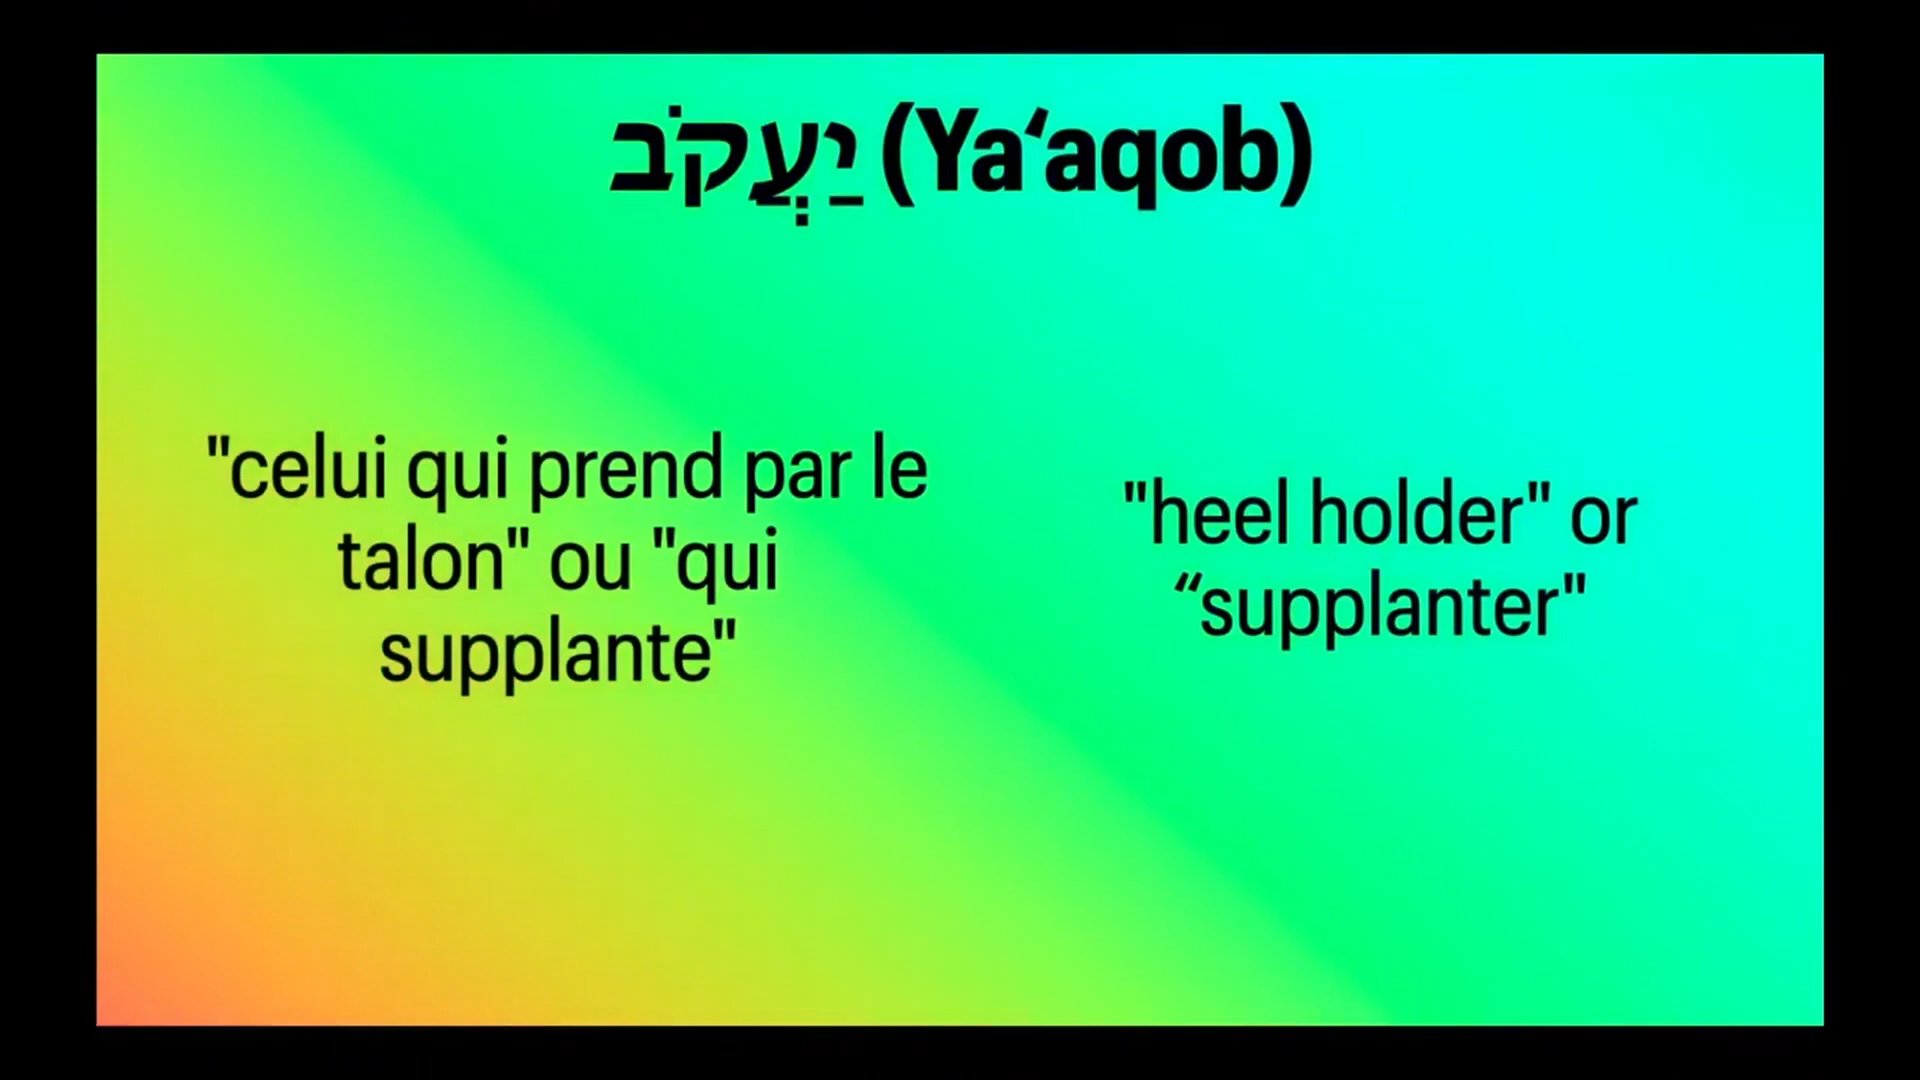 יַעֲקֹב (Ya‘aqob)
"celui qui prend par le
talon" ou "qui
supplante"
"heel holder" or
“supplanter"